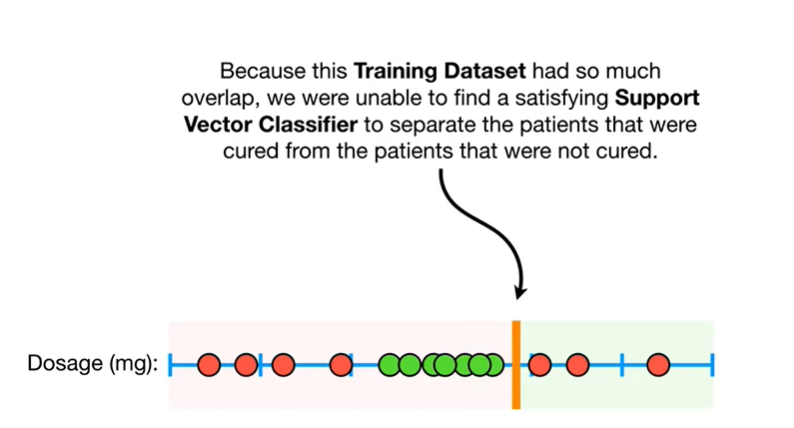 Because this Training Dataset had so much
overlap, we were unable to find a satisfying Support
Vector Classifier to separate the patients that were
cured from the patients that were not cured.
Dosage (mg):